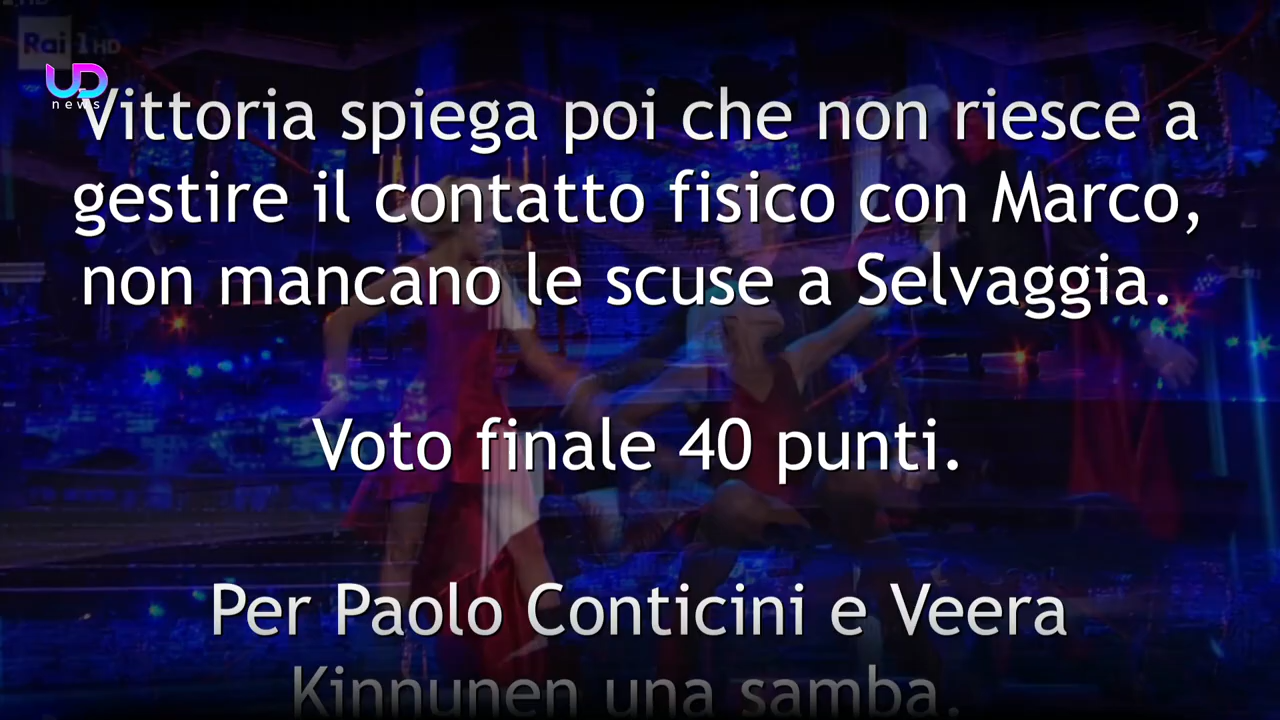 Rai 1 HD
UD
news
Vittoria spiega poi che non riesce a
gestire il contatto fisico con Marco,
non mancano le scuse a Selvaggia.
Voto finale 40 punti.
Per Paolo Conticini e Veera
Kinnunen una samba.